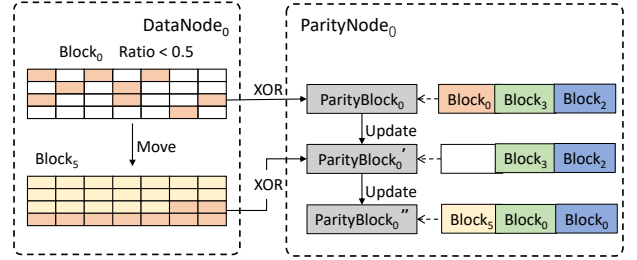 DataNode₀
ParityNode₀
Block₀ Ratio < 0.5
XOR
ParityBlock₀
Block₀ Block₃ Block₂
Update
Move
Block₅
XOR
ParityBlock₀′
Block₃ Block₂
Update
ParityBlock₀″
Block₅ Block₀ Block₀